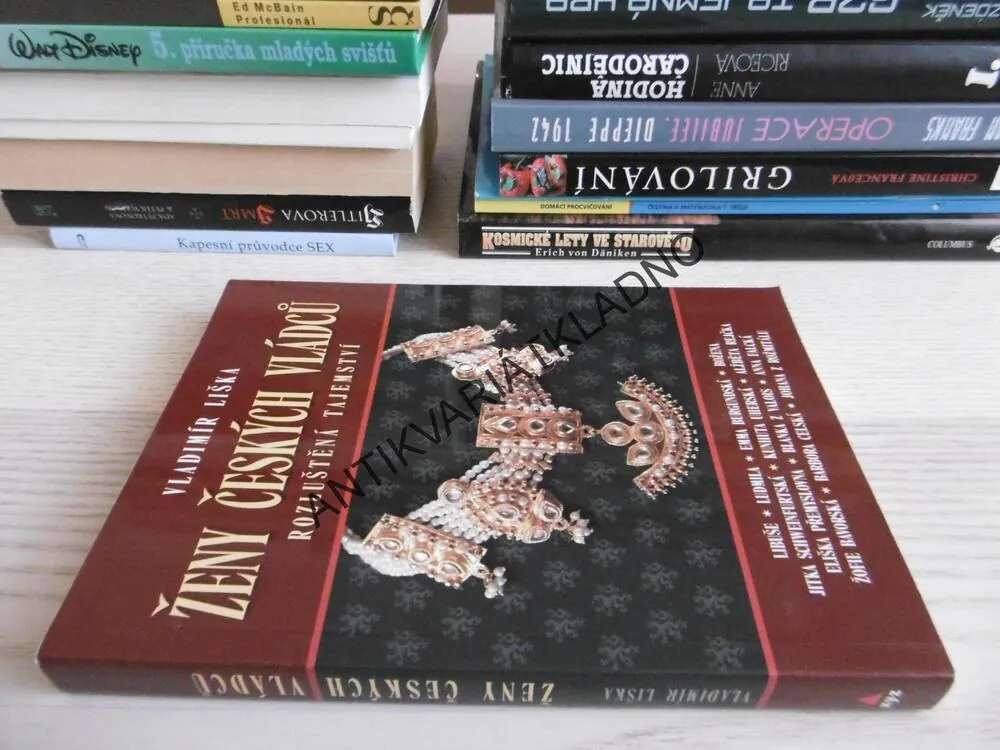 Ed McBain
Profesionál
WALT DISNEY 5. příručka mladých svišťů
HITLEROVA SMRT
Kapesní průvodce SEX
ZDENĚK
ANNE RICEOVÁ HODINA ČARODĚJNIC
FRANKS OPERACE JUBILEE. DIEPPE 1942
GRILOVÁNÍ CHRISTINE FRANCEOVÁ
DOMÁCÍ PROCVIČOVÁNÍ
KOSMICKÉ LETY VE STAROVĚKU
Erich von Däniken
COLUMBUS
VLADIMÍR LIŠKA
ŽENY ČESKÝCH VLÁDCŮ
ROZLUŠTĚNÁ TAJEMSTVÍ
LIBUŠE * LUDMILA * EMMA BURGUNDSKÁ * BOŽENA
JITKA SCHWEINFURTSKÁ * KUNHUTA UHERSKÁ * ALŽBĚTA REJČKA
ELIŠKA PŘEMYSLOVNA * BLANKA Z VALOIS * ANNA FALCKÁ
ŽOFIE BAVORSKÁ * BARBORA CELSKÁ * JOHANA Z ROŽMITÁLU
ŽENY ČESKÝCH VLÁDCŮ
VLADIMÍR LIŠKA
XYZ
ANTIKVARIÁTKLADNO